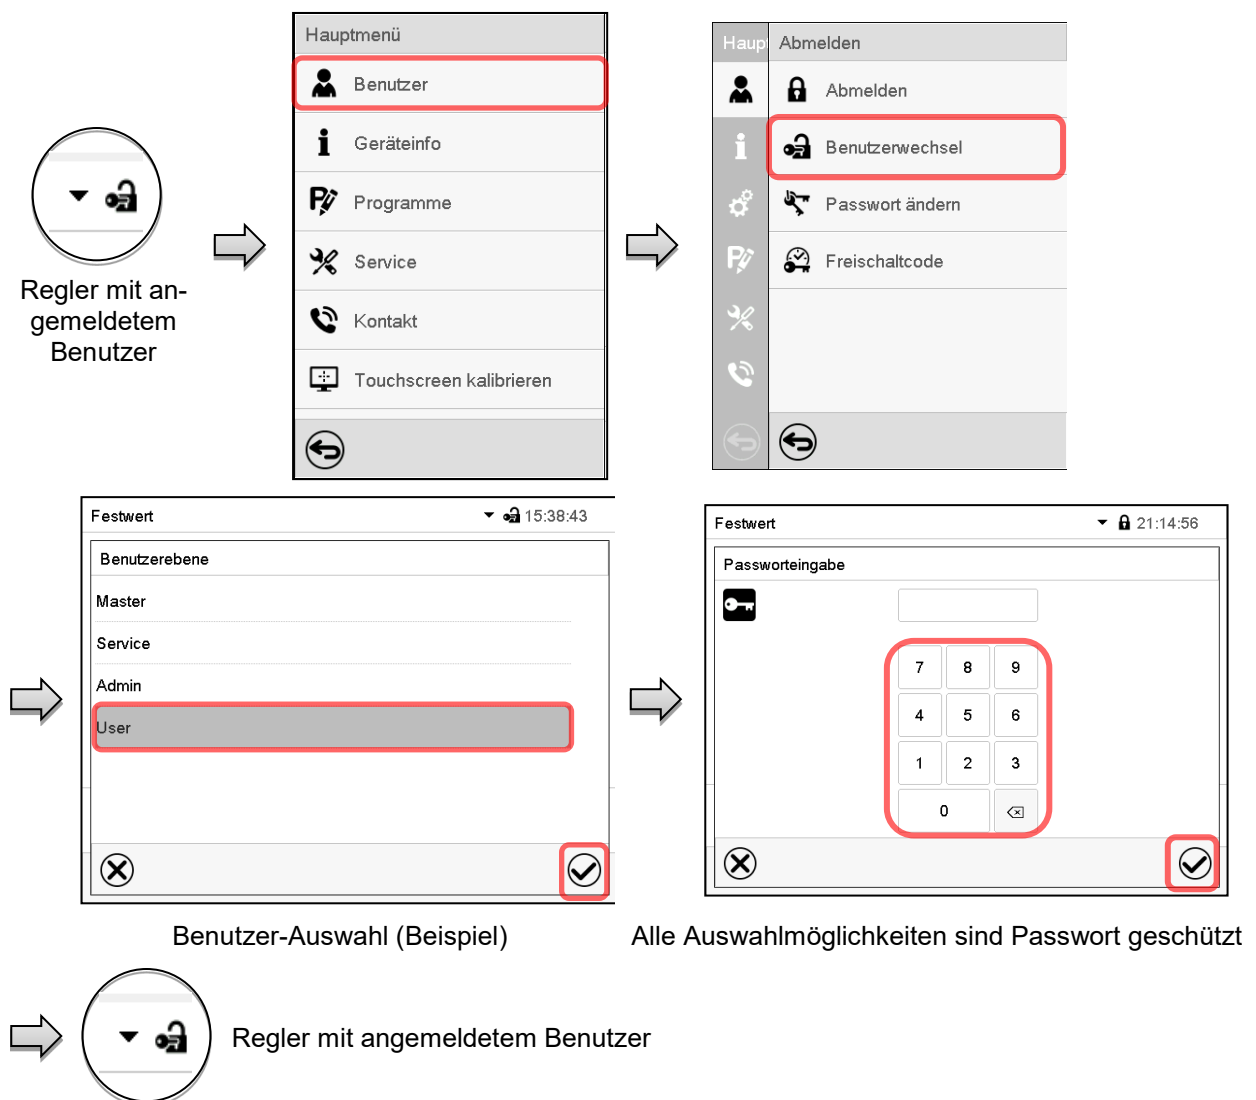 Regler mit an-
gemeldetem
Benutzer
Hauptmenü
Benutzer
Geräteinfo
Programme
Service
Kontakt
Touchscreen kalibrieren
Haup
Abmelden
Abmelden
Benutzerwechsel
Passwort ändern
Freischaltcode
Festwert 15:38:43
Benutzerebene
Master
Service
Admin
User
Festwert 21:14:56
Passworteingabe
7 8 9
4 5 6
1 2 3
0
Benutzer-Auswahl (Beispiel)
Alle Auswahlmöglichkeiten sind Passwort geschützt
Regler mit angemeldetem Benutzer